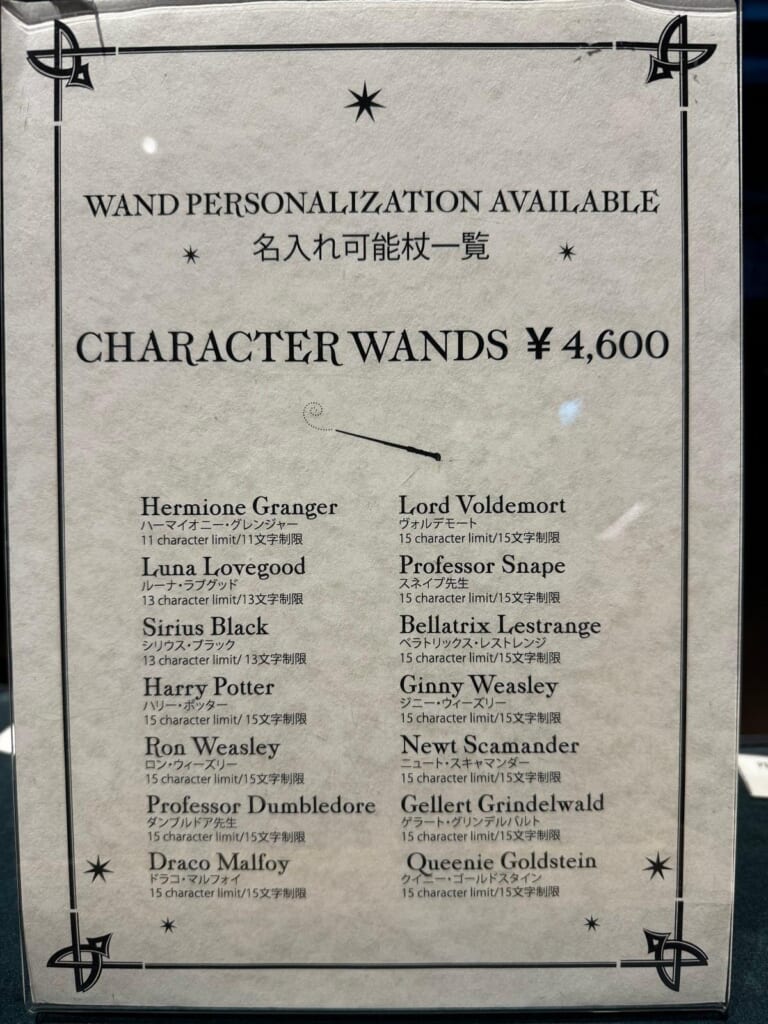 WAND PERSONALIZATION AVAILABLE
名入れ可能杖一覧
CHARACTER WANDS ¥ 4,600
Hermione Granger
ハーマイオニー・グレンジャー
11 character limit/11文字制限
Luna Lovegood
ルーナ・ラブグッド
13 character limit/13文字制限
Sirius Black
シリウス・ブラック
13 character limit/ 13文字制限
Harry Potter
ハリー・ポッター
15 character limit/ 15文字制限
Ron Weasley
ロン・ウィーズリー
15 character limit/15文字制限
Professor Dumbledore
ダンブルドア先生
15 character limit/15文字制限
Draco Malfoy
ドラコ・マルフォイ
15 character limit/15文字制限
Lord Voldemort
ヴォルデモート
15 character limit/15文字制限
Professor Snape
スネイプ先生
15 character limit/15文字制限
Bellatrix Lestrange
ベラトリックス・レストレンジ
15 character limit/15文字制限
Ginny Weasley
ジニー・ウィーズリー
15 character limit/15文字制限
Newt Scamander
ニュート・スキャマンダー
15 character limit/15文字制限
Gellert Grindelwald
ゲラート・グリンデルバルト
15 character limit/15文字制限
Queenie Goldstein
クイニー・ゴールドスタイン
15 character limit/15文字制限